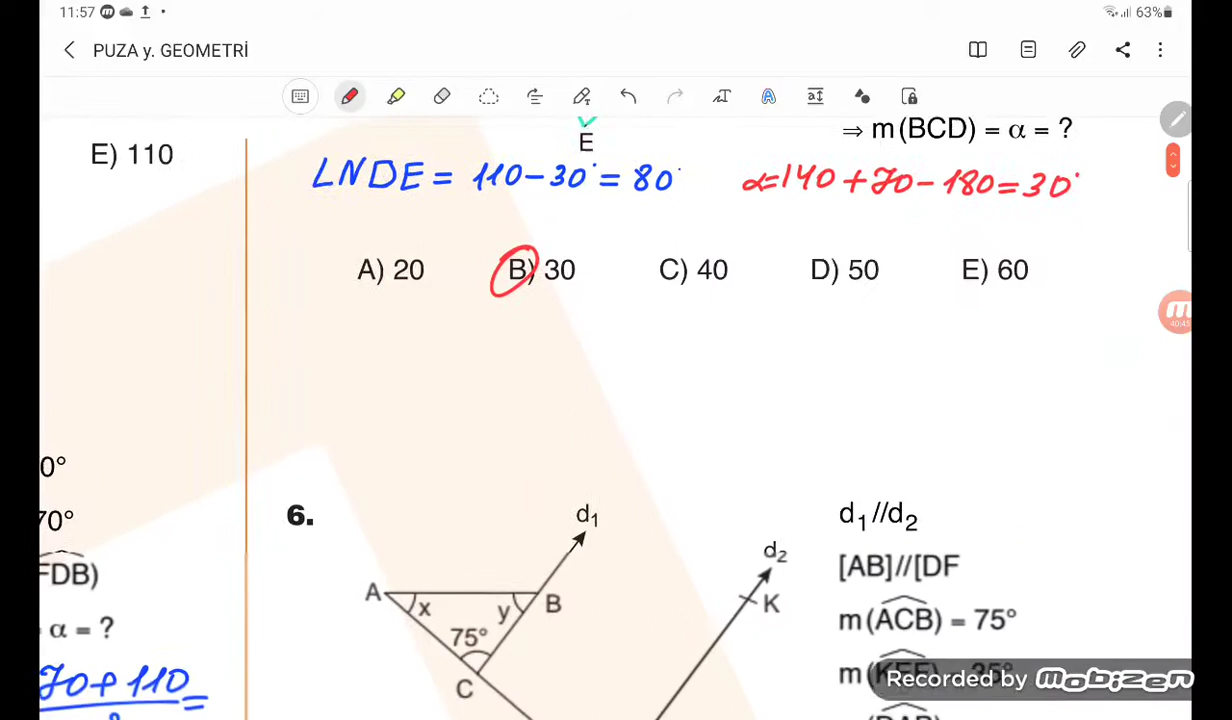 11:57
63%
PUZA y. GEOMETRİ
E) 110
E
⇒ m(BCD) = α = ?
LNDE = 110-30° = 80°
α=140+70-180=30°
A) 20 B) 30 C) 40 D) 50 E) 60
40:45
0°
70°
FDB)
α = ?
70+110 =
6.
d1
d2
A
x
y
B
K
75°
C
d1//d2
[AB]//[DF
m(ACB) = 75°
Recorded by mobizen